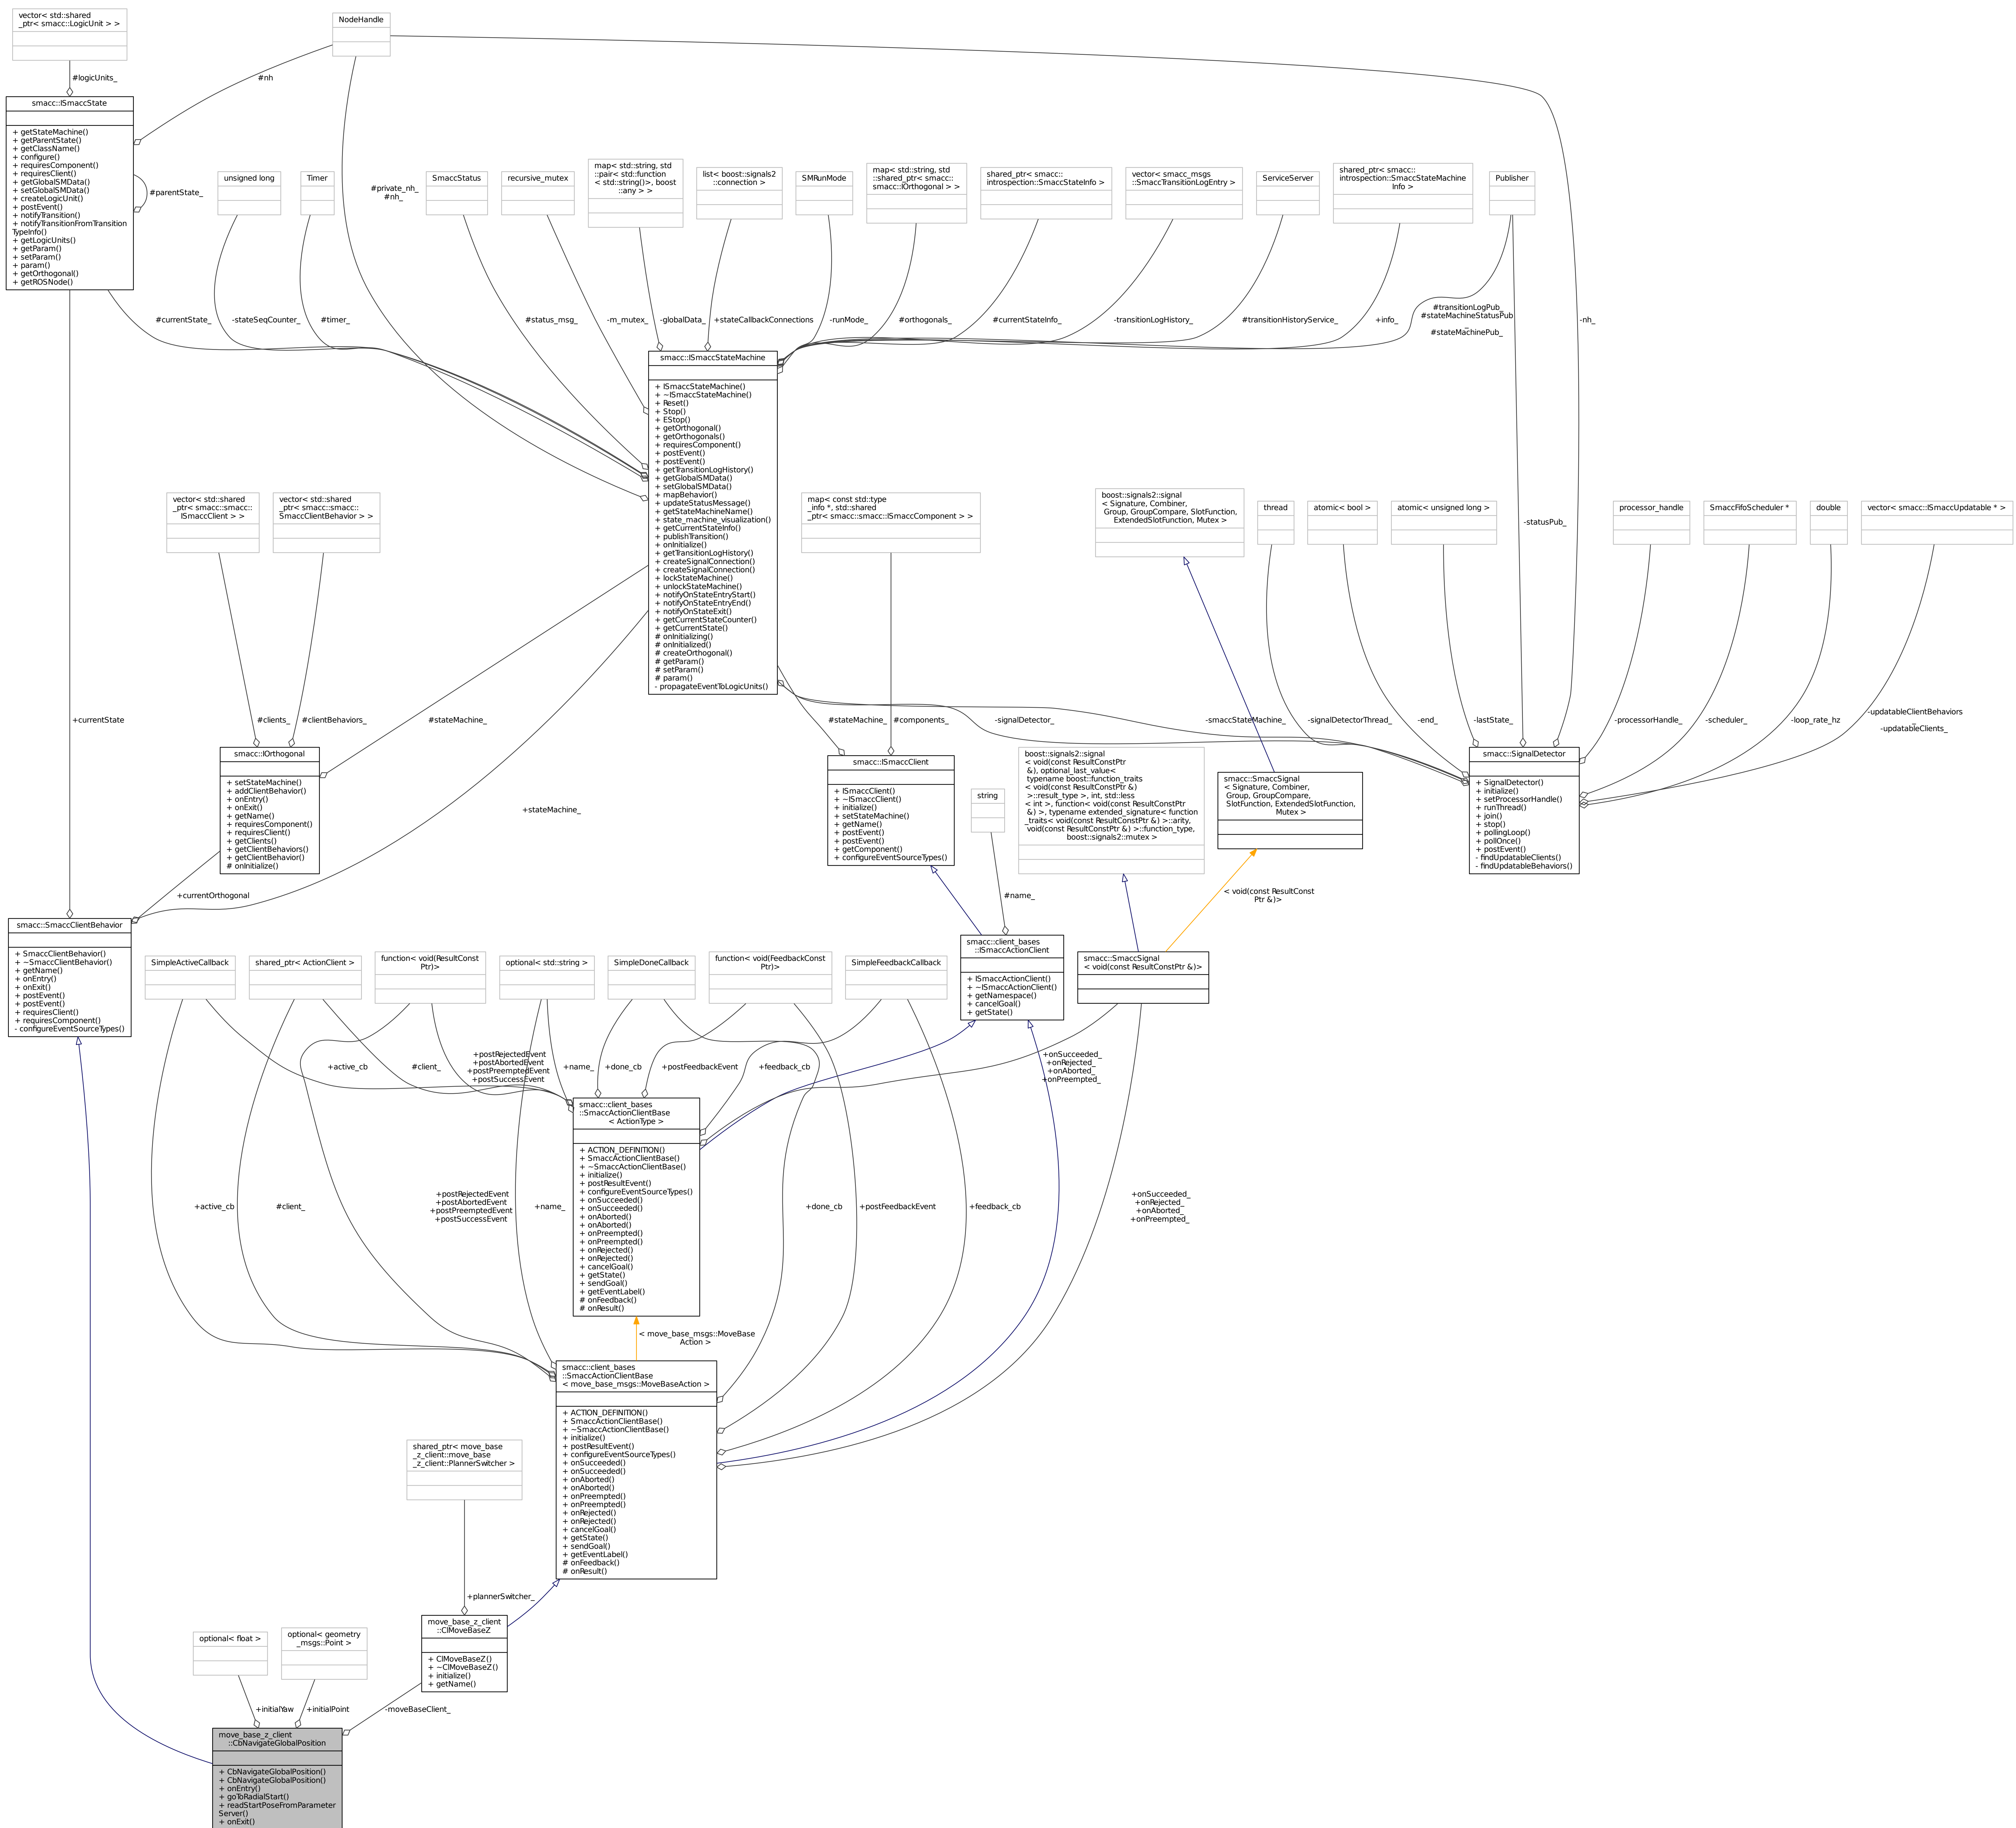 vector< std::shared
_ptr< smacc::LogicUnit > >
NodeHandle
#logicUnits_
#nh
smacc::ISmaccState
+ getStateMachine()
+ getParentState()
+ getClassName()
+ configure()
+ requiresComponent()
+ requiresClient()
+ getGlobalSMData()
+ setGlobalSMData()
+ createLogicUnit()
+ postEvent()
+ notifyTransition()
+ notifyTransitionFromTransition
TypeInfo()
+ getLogicUnits()
+ getParam()
+ setParam()
+ param()
+ getOrthogonal()
+ getROSNode()
#parentState_
unsigned long
Timer
#private_nh_
#nh_
SmaccStatus
recursive_mutex
map< std::string, std
::pair< std::function
< std::string()>, boost
::any > >
list< boost::signals2
::connection >
SMRunMode
map< std::string, std
::shared_ptr< smacc::
smacc::IOrthogonal > >
shared_ptr< smacc::
introspection::SmaccStateInfo >
vector< smacc_msgs
::SmaccTransitionLogEntry >
ServiceServer
shared_ptr< smacc::
introspection::SmaccStateMachine
Info >
Publisher
#currentState_
-stateSeqCounter_
#timer_
#status_msg_
-m_mutex_
-globalData_
+stateCallbackConnections
-runMode_
#orthogonals_
#currentStateInfo_
-transitionLogHistory_
#transitionHistoryService_
+info_
#transitionLogPub_
#stateMachineStatusPub
_
#stateMachinePub_
-nh_
smacc::ISmaccStateMachine
+ ISmaccStateMachine()
+ ~ISmaccStateMachine()
+ Reset()
+ Stop()
+ EStop()
+ getOrthogonal()
+ getOrthogonals()
+ requiresComponent()
+ postEvent()
+ postEvent()
+ getTransitionLogHistory()
+ getGlobalSMData()
+ setGlobalSMData()
+ mapBehavior()
+ updateStatusMessage()
+ getStateMachineName()
+ state_machine_visualization()
+ getCurrentStateInfo()
+ publishTransition()
+ onInitialize()
+ getTransitionLogHistory()
+ createSignalConnection()
+ createSignalConnection()
+ lockStateMachine()
+ unlockStateMachine()
+ notifyOnStateEntryStart()
+ notifyOnStateEntryEnd()
+ notifyOnStateExit()
+ getCurrentStateCounter()
+ getCurrentState()
# onInitializing()
# onInitialized()
# createOrthogonal()
# getParam()
# setParam()
# param()
- propagateEventToLogicUnits()
vector< std::shared
_ptr< smacc::smacc::
ISmaccClient > >
vector< std::shared
_ptr< smacc::smacc::
SmaccClientBehavior > >
map< const std::type
_info *, std::shared
_ptr< smacc::smacc::ISmaccComponent > >
boost::signals2::signal
< Signature, Combiner,
Group, GroupCompare, SlotFunction,
ExtendedSlotFunction, Mutex >
thread
atomic< bool >
atomic< unsigned long >
-statusPub_
processor_handle
SmaccFifoScheduler *
double
vector< smacc::ISmaccUpdatable * >
+currentState
#clients_
#clientBehaviors_
#stateMachine_
#stateMachine_
#components_
-signalDetector_
-smaccStateMachine_
-signalDetectorThread_
-end_
-lastState_
-processorHandle_
-scheduler_
-loop_rate_hz
-updatableClientBehaviors
_
-updatableClients_
smacc::IOrthogonal
+ setStateMachine()
+ addClientBehavior()
+ onEntry()
+ onExit()
+ getName()
+ requiresComponent()
+ requiresClient()
+ getClients()
+ getClientBehaviors()
+ getClientBehavior()
# onInitialize()
+stateMachine_
smacc::ISmaccClient
+ ISmaccClient()
+ ~ISmaccClient()
+ initialize()
+ setStateMachine()
+ getName()
+ postEvent()
+ postEvent()
+ getComponent()
+ configureEventSourceTypes()
string
boost::signals2::signal
< void(const ResultConstPtr
&), optional_last_value<
typename boost::function_traits
< void(const ResultConstPtr &)
>::result_type >, int, std::less
< int >, function< void(const ResultConstPtr
&) >, typename extended_signature< function
_traits< void(const ResultConstPtr &) >::arity,
void(const ResultConstPtr &) >::function_type,
boost::signals2::mutex >
smacc::SmaccSignal
< Signature, Combiner,
Group, GroupCompare,
SlotFunction, ExtendedSlotFunction,
Mutex >
smacc::SignalDetector
+ SignalDetector()
+ initialize()
+ setProcessorHandle()
+ runThread()
+ join()
+ stop()
+ pollingLoop()
+ pollOnce()
+ postEvent()
- findUpdatableClients()
- findUpdatableBehaviors()
+currentOrthogonal
#name_
< void(const ResultConst
Ptr &)>
smacc::SmaccClientBehavior
+ SmaccClientBehavior()
+ ~SmaccClientBehavior()
+ getName()
+ onEntry()
+ onExit()
+ postEvent()
+ postEvent()
+ requiresClient()
+ requiresComponent()
- configureEventSourceTypes()
SimpleActiveCallback
shared_ptr< ActionClient >
function< void(ResultConst
Ptr)>
optional< std::string >
SimpleDoneCallback
function< void(FeedbackConst
Ptr)>
SimpleFeedbackCallback
smacc::client_bases
::ISmaccActionClient
+ ISmaccActionClient()
+ ~ISmaccActionClient()
+ getNamespace()
+ cancelGoal()
+ getState()
smacc::SmaccSignal
< void(const ResultConstPtr &)>
+active_cb
#client_
+postRejectedEvent
+postAbortedEvent
+postPreemptedEvent
+postSuccessEvent
+name_
+done_cb
+postFeedbackEvent
+feedback_cb
+onSucceeded_
+onRejected_
+onAborted_
+onPreempted_
smacc::client_bases
::SmaccActionClientBase
< ActionType >
+ ACTION_DEFINITION()
+ SmaccActionClientBase()
+ ~SmaccActionClientBase()
+ initialize()
+ postResultEvent()
+ configureEventSourceTypes()
+ onSucceeded()
+ onSucceeded()
+ onAborted()
+ onAborted()
+ onPreempted()
+ onPreempted()
+ onRejected()
+ onRejected()
+ cancelGoal()
+ getState()
+ sendGoal()
+ getEventLabel()
# onFeedback()
# onResult()
+active_cb
#client_
+postRejectedEvent
+postAbortedEvent
+postPreemptedEvent
+postSuccessEvent
+name_
+done_cb
+postFeedbackEvent
+feedback_cb
+onSucceeded_
+onRejected_
+onAborted_
+onPreempted_
< move_base_msgs::MoveBase
Action >
smacc::client_bases
::SmaccActionClientBase
< move_base_msgs::MoveBaseAction >
+ ACTION_DEFINITION()
+ SmaccActionClientBase()
+ ~SmaccActionClientBase()
+ initialize()
+ postResultEvent()
+ configureEventSourceTypes()
+ onSucceeded()
+ onSucceeded()
+ onAborted()
+ onAborted()
+ onPreempted()
+ onPreempted()
+ onRejected()
+ onRejected()
+ cancelGoal()
+ getState()
+ sendGoal()
+ getEventLabel()
# onFeedback()
# onResult()
shared_ptr< move_base
_z_client::move_base
_z_client::PlannerSwitcher >
+plannerSwitcher_
move_base_z_client
::ClMoveBaseZ
+ ClMoveBaseZ()
+ ~ClMoveBaseZ()
+ initialize()
+ getName()
optional< float >
optional< geometry
_msgs::Point >
+initialYaw
+initialPoint
-moveBaseClient_
move_base_z_client
::CbNavigateGlobalPosition
+ CbNavigateGlobalPosition()
+ CbNavigateGlobalPosition()
+ onEntry()
+ goToRadialStart()
+ readStartPoseFromParameter
Server()
+ onExit()